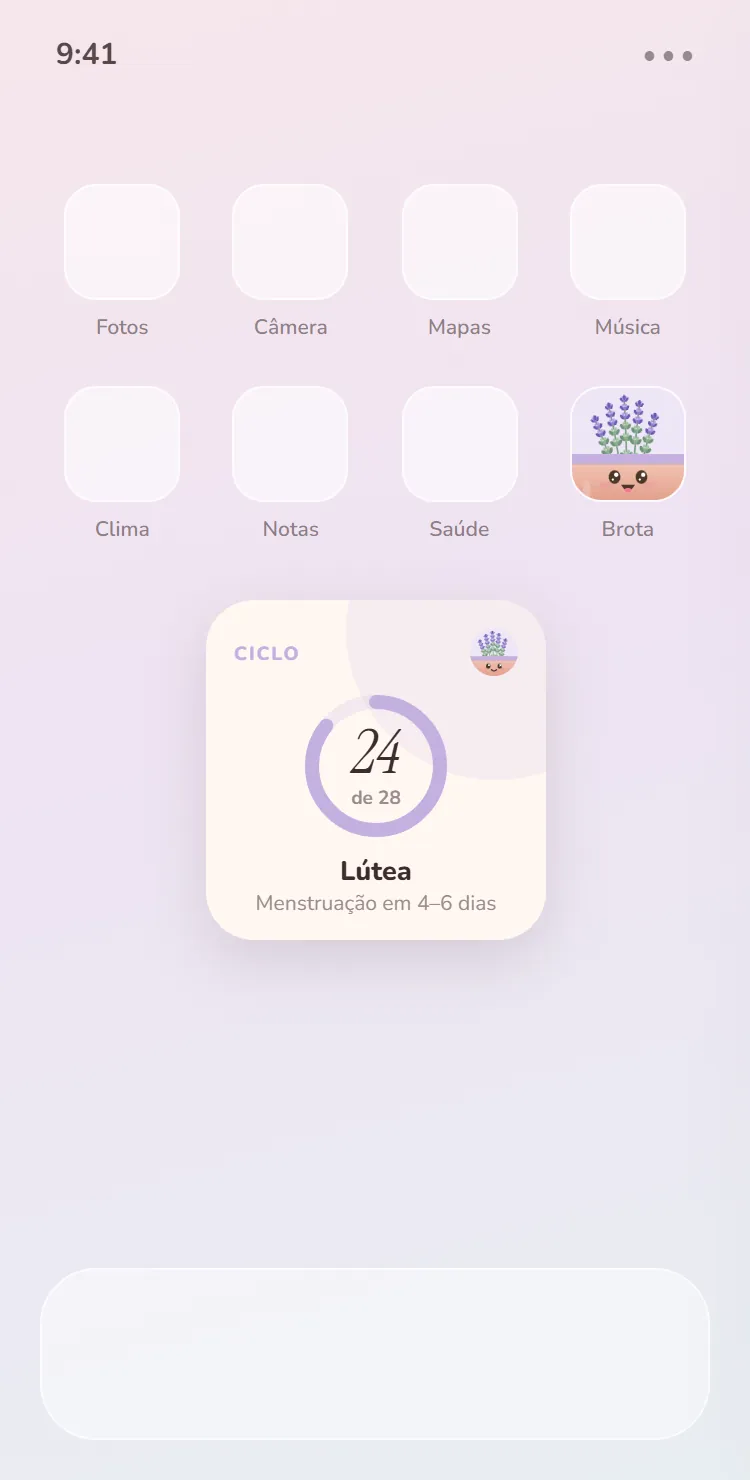 9:41
Fotos
Câmera
Mapas
Música
Clima
Notas
Saúde
Brota
CICLO
24
de 28
Lútea
Menstruação em 4–6 dias